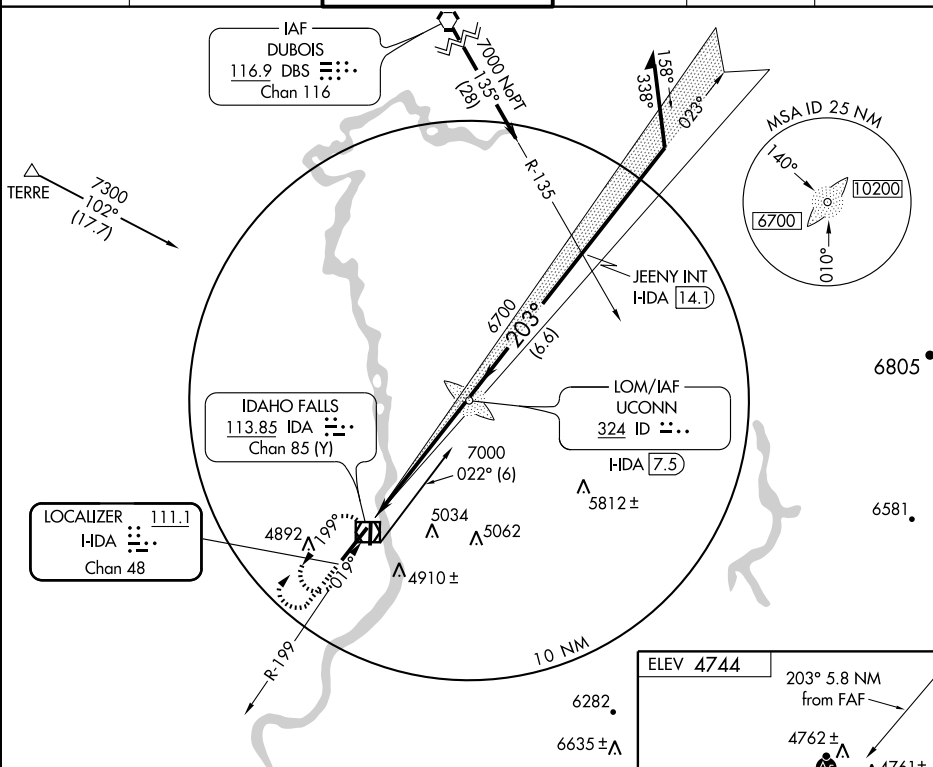 IAF
DUBOIS
116.9 DBS
Chan 116
7000 NoPT
135°
(28)
R-135
158°
338°
023°
MSA ID 25 NM
140°
10200
6700
010°
TERRE
7300
102°
(17.7)
JEENY INT
I-IDA 14.1
6700
203°
(6.6)
6805
LOM/IAF
UCONN
324 ID
I-IDA 7.5
IDAHO FALLS
113.85 IDA
Chan 85 (Y)
7000
022° (6)
5812 ±
6581
LOCALIZER 111.1
I-IDA
Chan 48
4892
199°
019°
5034
5062
4910 ±
R-199
10 NM
6282
6635 ±
ELEV 4744
203° 5.8 NM
from FAF
4762 ±
4761±